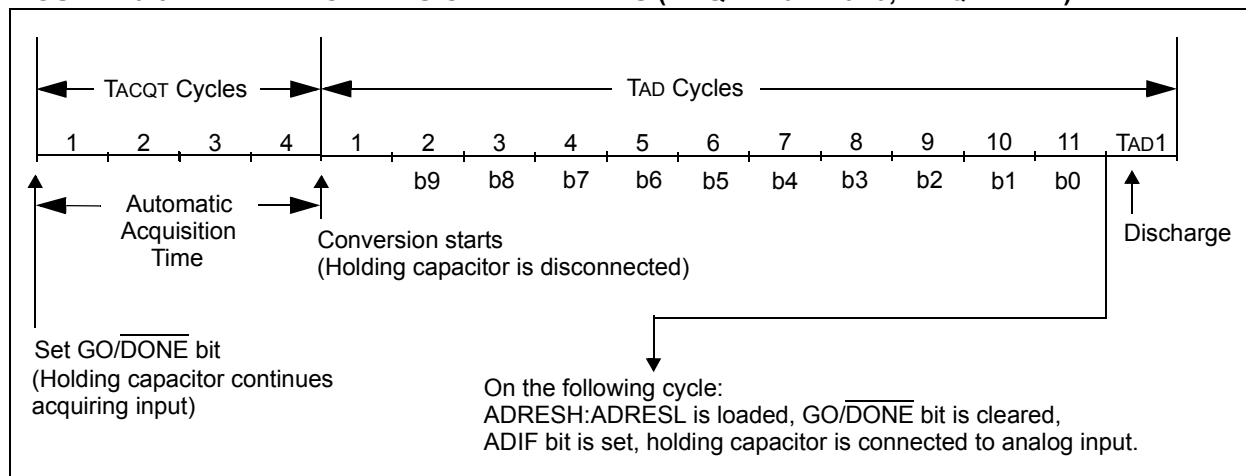 TACQT Cycles
TAD Cycles
1 2 3 4 1 2 3 4 5 6 7 8 9 10 11 TAD1
b9 b8 b7 b6 b5 b4 b3 b2 b1 b0
Automatic
Acquisition
Time
Conversion starts
(Holding capacitor is disconnected)
Discharge
Set GO/DONE bit
(Holding capacitor continues
acquiring input)
On the following cycle:
ADRESH:ADRESL is loaded, GO/DONE bit is cleared,
ADIF bit is set, holding capacitor is connected to analog input.